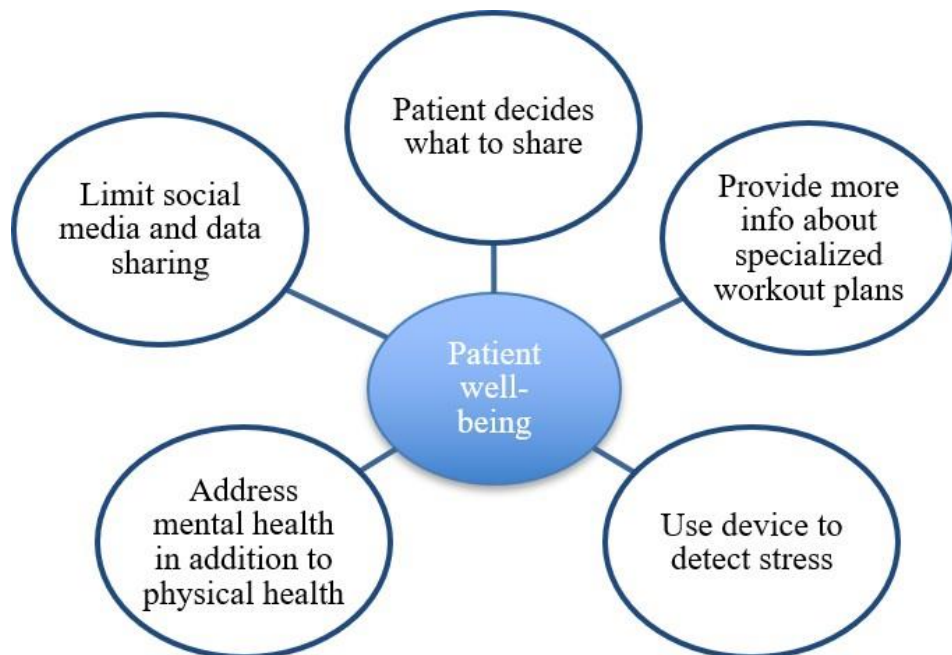 Patient decides
what to share
Limit social
media and data
sharing
Provide more
info about
specialized
workout plans
Patient
well-
being
Address
mental health
in addition to
physical health
Use device to
detect stress